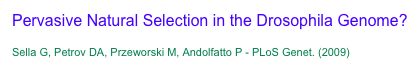 Pervasive Natural Selection in the Drosophila Genome?
Sella G, Petrov DA, Przeworski M, Andolfatto P - PLoS Genet. (2009)